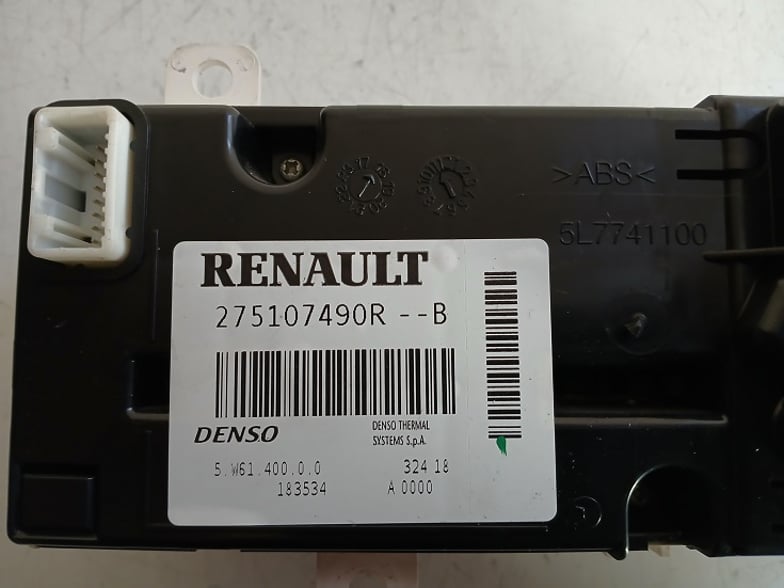 >ABS<
5L7741100
RENAULT
275107490R --B
DENSO
DENSO THERMAL
SYSTEMS S.p.A.
5.W61.400.0.0 324 18
183534 A 0000